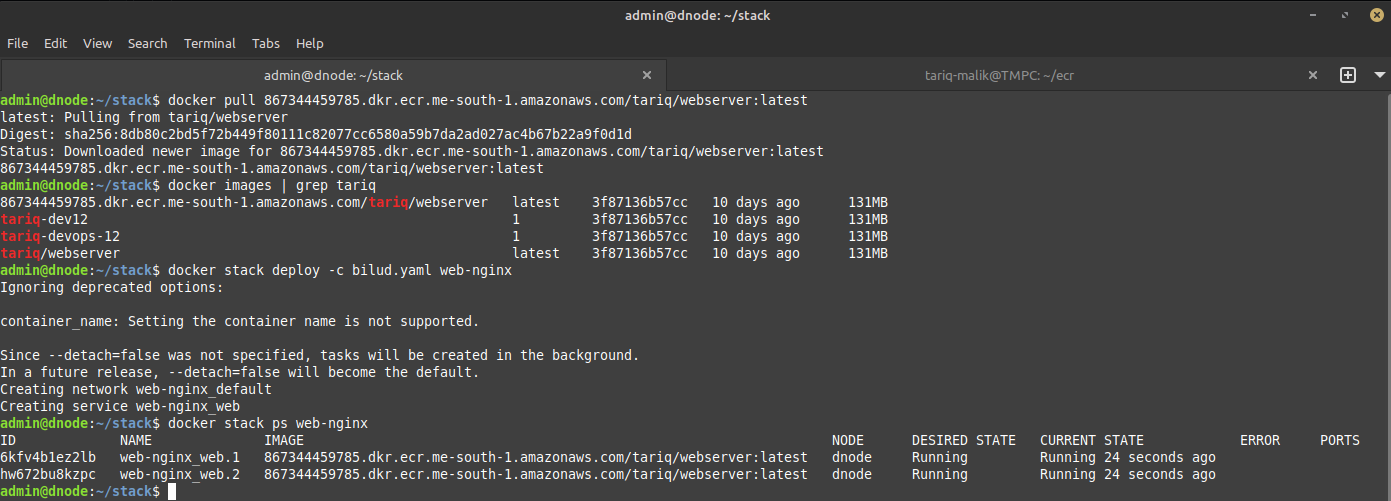 admin@dnode: ~/stack
File Edit View Search Terminal Tabs Help
admin@dnode: ~/stack tariq-malik@TMPC: ~/ecr
admin@dnode:~/stack$ docker pull 867344459785.dkr.ecr.me-south-1.amazonaws.com/tariq/webserver:latest
latest: Pulling from tariq/webserver
Digest: sha256:8db80c2bd5f72b449f80111c82077cc6580a59b7da2ad027ac4b67b22a9f0d1d
Status: Downloaded newer image for 867344459785.dkr.ecr.me-south-1.amazonaws.com/tariq/webserver:latest
867344459785.dkr.ecr.me-south-1.amazonaws.com/tariq/webserver:latest
admin@dnode:~/stack$ docker images | grep tariq
867344459785.dkr.ecr.me-south-1.amazonaws.com/tariq/webserver latest 3f87136b57cc 10 days ago 131MB
tariq-dev12 1 3f87136b57cc 10 days ago 131MB
tariq-devops-12 1 3f87136b57cc 10 days ago 131MB
tariq/webserver latest 3f87136b57cc 10 days ago 131MB
admin@dnode:~/stack$ docker stack deploy -c bilud.yaml web-nginx
Ignoring deprecated options:
container_name: Setting the container name is not supported.
Since --detach=false was not specified, tasks will be created in the background.
In a future release, --detach=false will become the default.
Creating network web-nginx_default
Creating service web-nginx_web
admin@dnode:~/stack$ docker stack ps web-nginx
ID NAME IMAGE NODE DESIRED STATE CURRENT STATE ERROR PORTS
6kfv4b1ez2lb web-nginx_web.1 867344459785.dkr.ecr.me-south-1.amazonaws.com/tariq/webserver:latest dnode Running Running 24 seconds ago
hw672bu8kzpc web-nginx_web.2 867344459785.dkr.ecr.me-south-1.amazonaws.com/tariq/webserver:latest dnode Running Running 24 seconds ago
admin@dnode:~/stack$